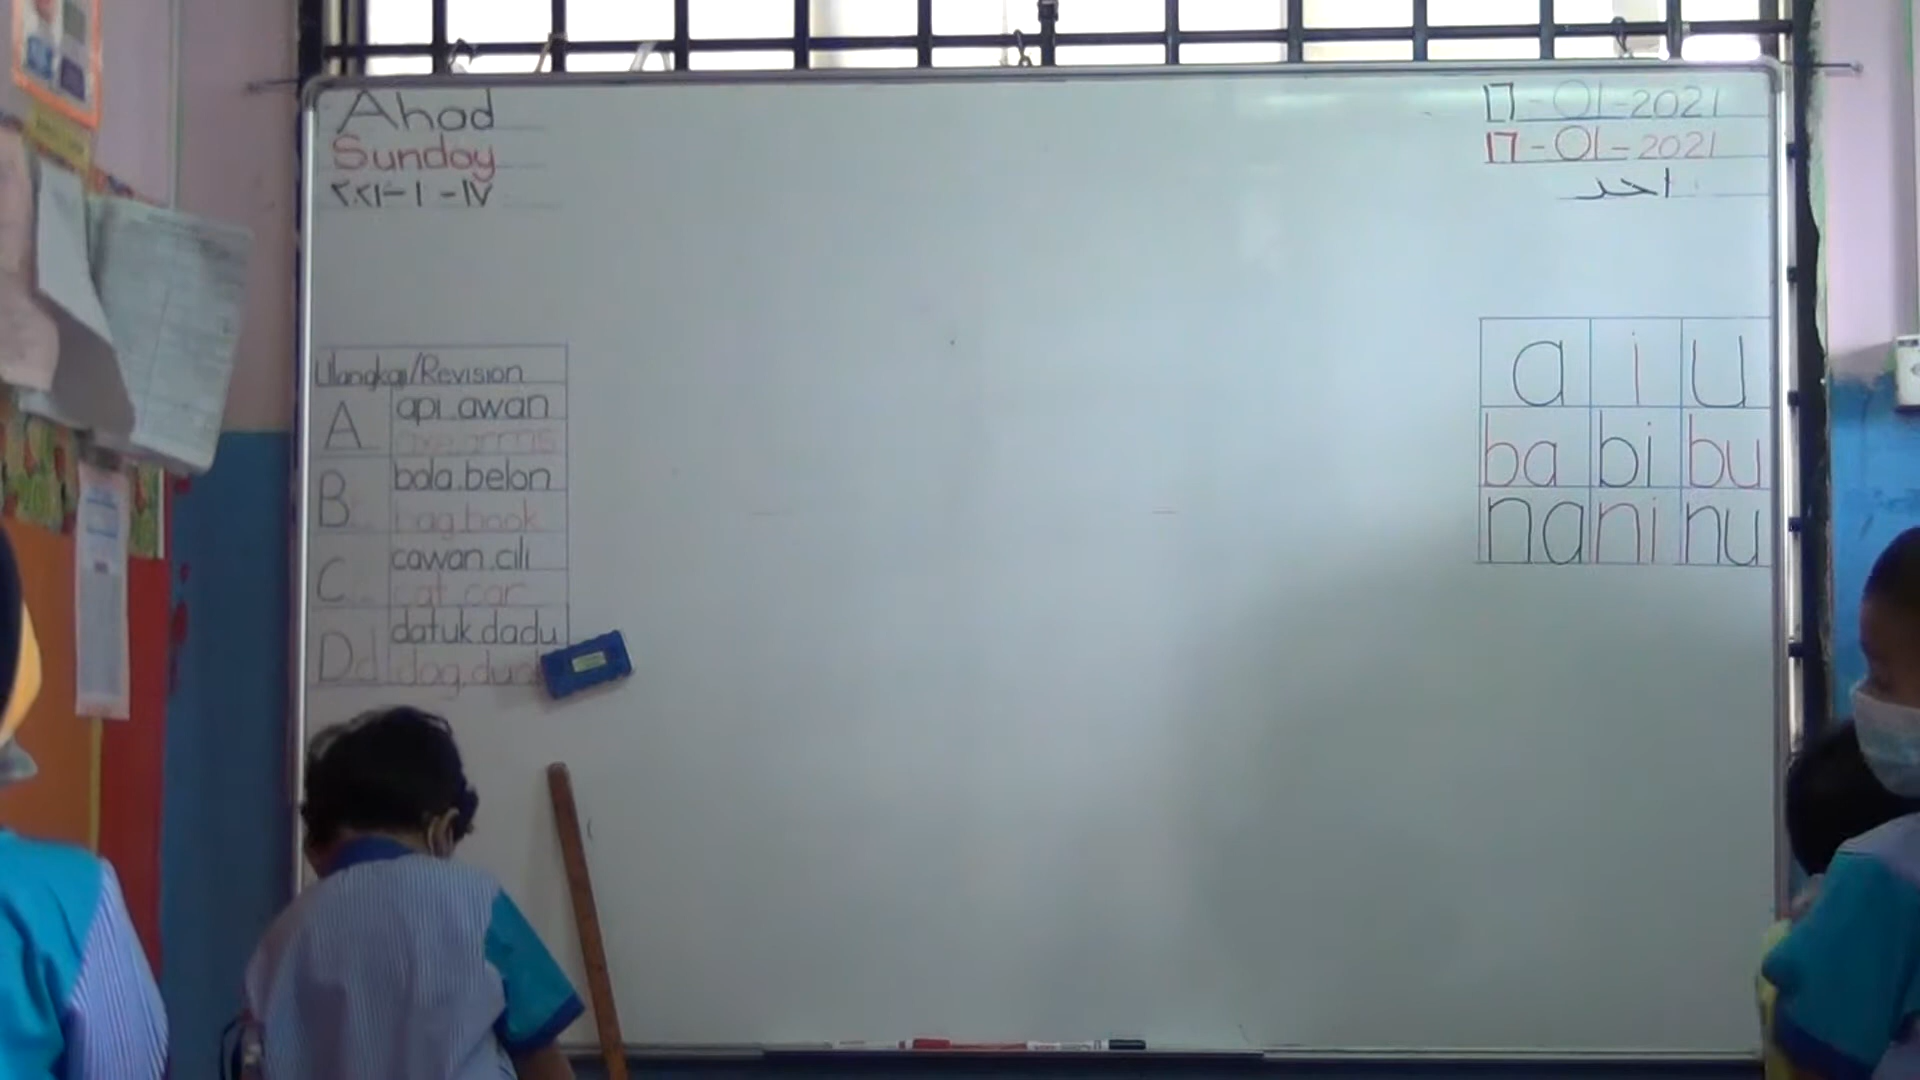 Ahad
Sunday
٢٠٢١-١-١٧
17-01-2021
17-01-2021
احد
Ulangkaji/Revision
A
api.awan
axe.arms
B
bola.belon
bag.book
C
cawan.cili
cat.car
Dd
datuk.dadu
dog.
a i u
ba bi bu
na ni nu